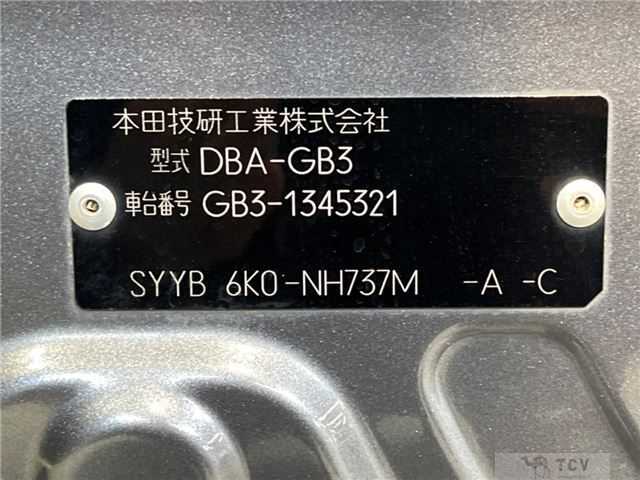 本田技研工業株式会社
型式 DBA-GB3
車台番号 GB3-1345321
SYYB 6K0-NH737M -A -C
TCV